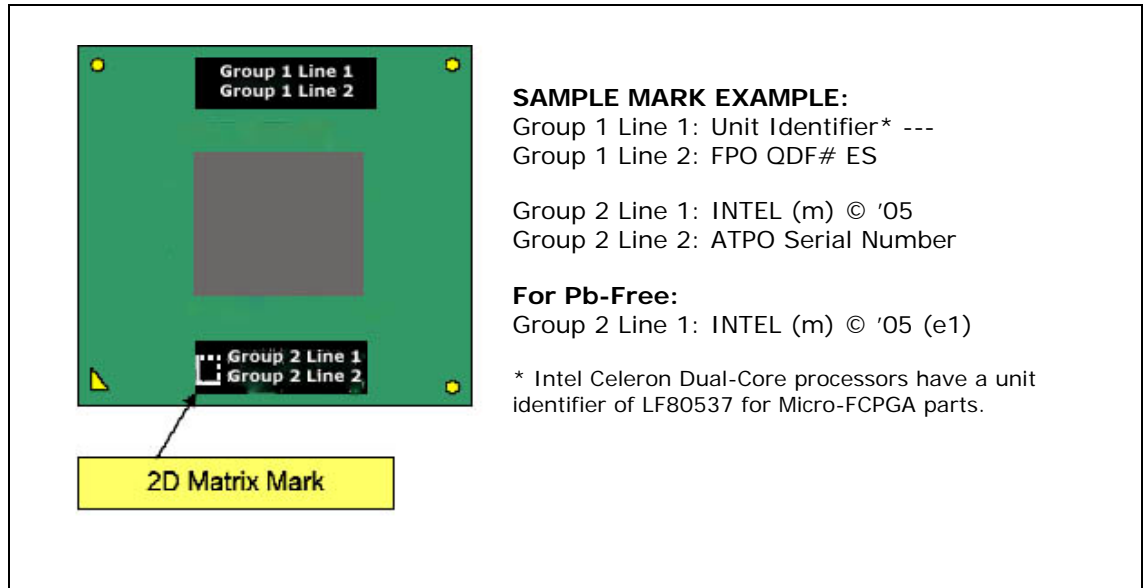 Group 1 Line 1
Group 1 Line 2
Group 2 Line 1
Group 2 Line 2
2D Matrix Mark
SAMPLE MARK EXAMPLE:
Group 1 Line 1: Unit Identifier* ---
Group 1 Line 2: FPO QDF# ES
Group 2 Line 1: INTEL (m) © '05
Group 2 Line 2: ATPO Serial Number
For Pb-Free:
Group 2 Line 1: INTEL (m) © '05 (e1)
* Intel Celeron Dual-Core processors have a unit
identifier of LF80537 for Micro-FCPGA parts.